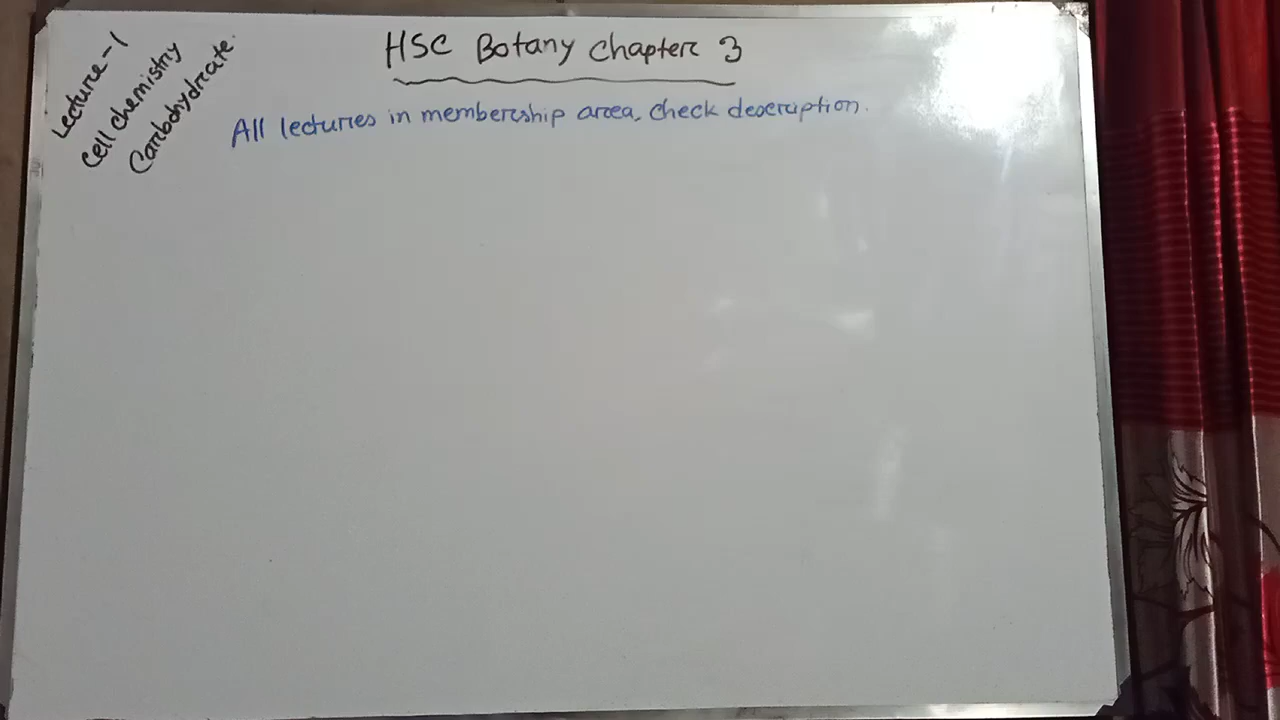 Lecture-1
Cell chemistry
Carbohydrate.
HSC Botany Chapter 3
All lectures in membership area, check description.